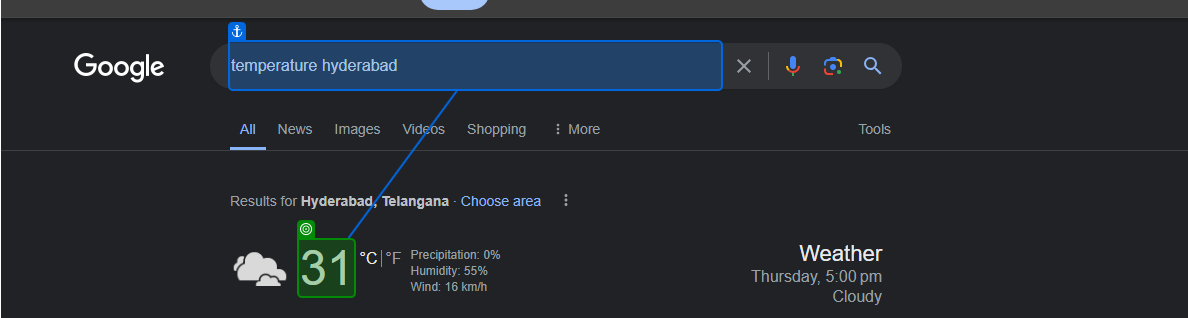 Google
temperature hyderabad
All News Images Videos Shopping More Tools
Results for Hyderabad, Telangana · Choose area
31 °C | °F
Precipitation: 0%
Humidity: 55%
Wind: 16 km/h
Weather
Thursday, 5:00 pm
Cloudy